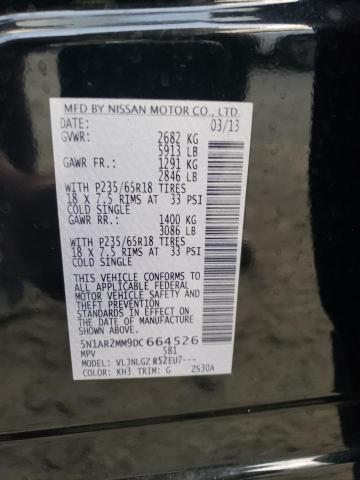 MFD BY NISSAN MOTOR CO., LTD.
DATE: 03/13
GVWR: 2682 KG
5913 LB
GAWR FR.: 1291 KG
2846 LB
WITH P235/65R18 TIRES
18 X 7.5 RIMS AT 33 PSI
COLD SINGLE
GAWR RR.: 1400 KG
3086 LB
WITH P235/65R18 TIRES
18 X 7.5 RIMS AT 33 PSI
COLD SINGLE
THIS VEHICLE CONFORMS TO
ALL APPLICABLE FEDERAL
MOTOR VEHICLE SAFETY
AND THEFT PREVENTION
STANDARDS IN EFFECT ON
THE DATE OF MANUFACTURE
SHOWN ABOVE.
5N1AR2MM9DC664526
MPV 581
MODEL: VLJNLGZ RS2EU7---
COLOR: KH3 TRIM: G ZS30A